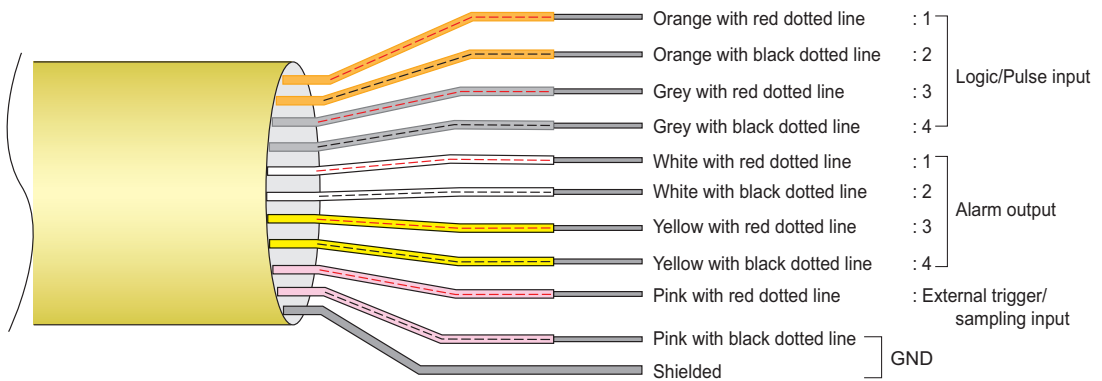 Orange with red dotted line : 1
Orange with black dotted line : 2
Logic/Pulse input
Grey with red dotted line : 3
Grey with black dotted line : 4
White with red dotted line : 1
White with black dotted line : 2
Alarm output
Yellow with red dotted line : 3
Yellow with black dotted line : 4
Pink with red dotted line : External trigger/
sampling input
Pink with black dotted line
GND
Shielded